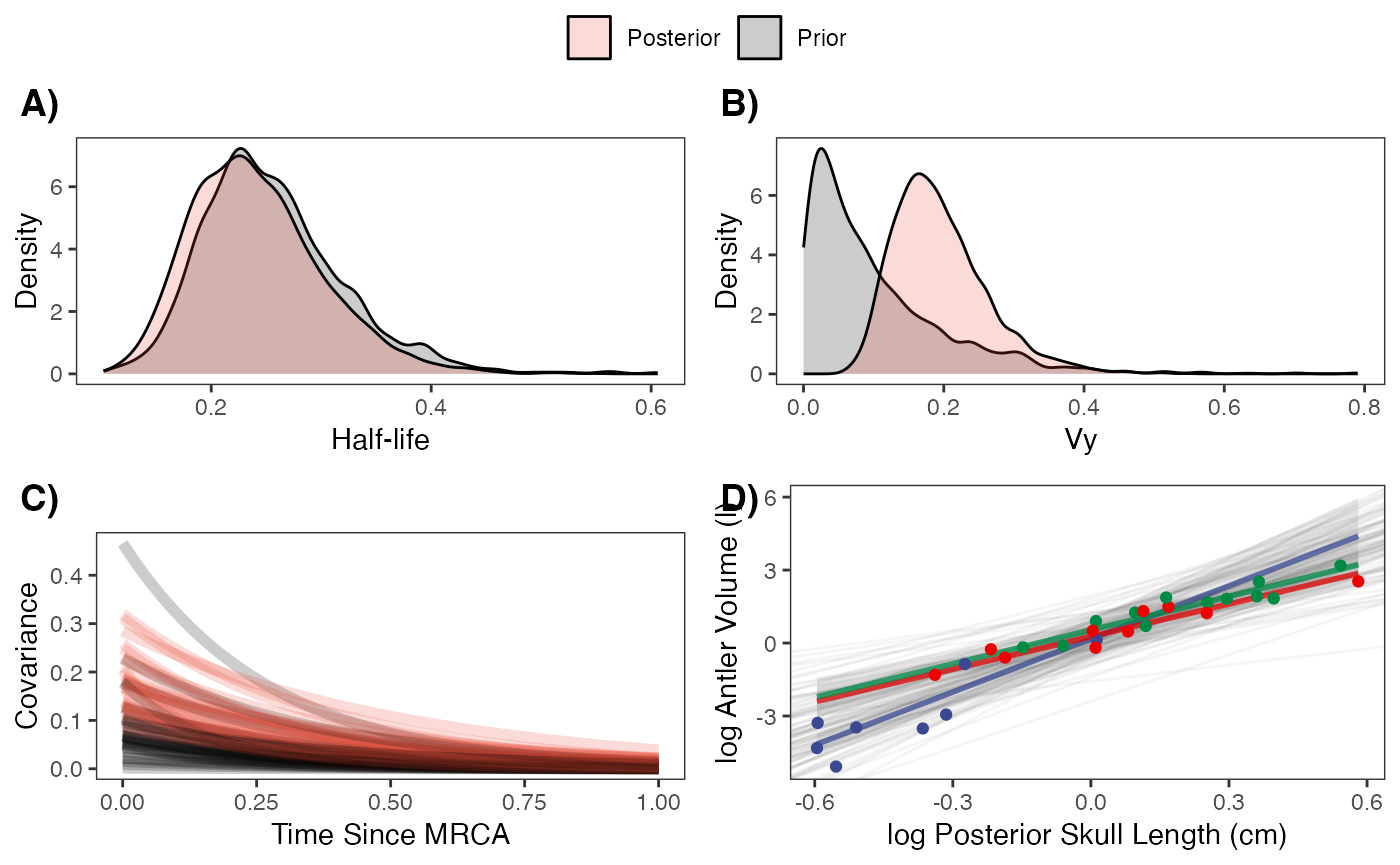 Posterior Prior
A)
Density
6
4
2
0
0.2 0.4 0.6
Half-life
B)
Density
6
4
2
0
0.0 0.2 0.4 0.6 0.8
Vy
C)
Covariance
0.4
0.3
0.2
0.1
0.0
0.00 0.25 0.50 0.75 1.00
Time Since MRCA
D)
log Antler Volume (l)
6
3
0
-3
-0.6 -0.3 0.0 0.3 0.6
log Posterior Skull Length (cm)